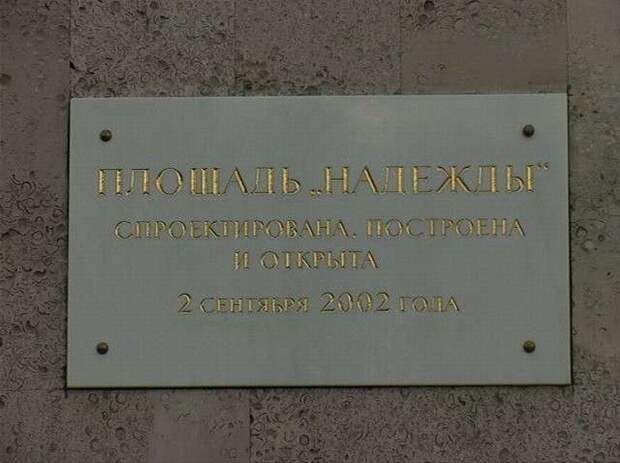 ПЛОЩАДЬ „НАДЕЖДЫ“
СПРОЕКТИРОВАНА, ПОСТРОЕНА
И ОТКРЫТА
2 СЕНТЯБРЯ 2002 ГОДА